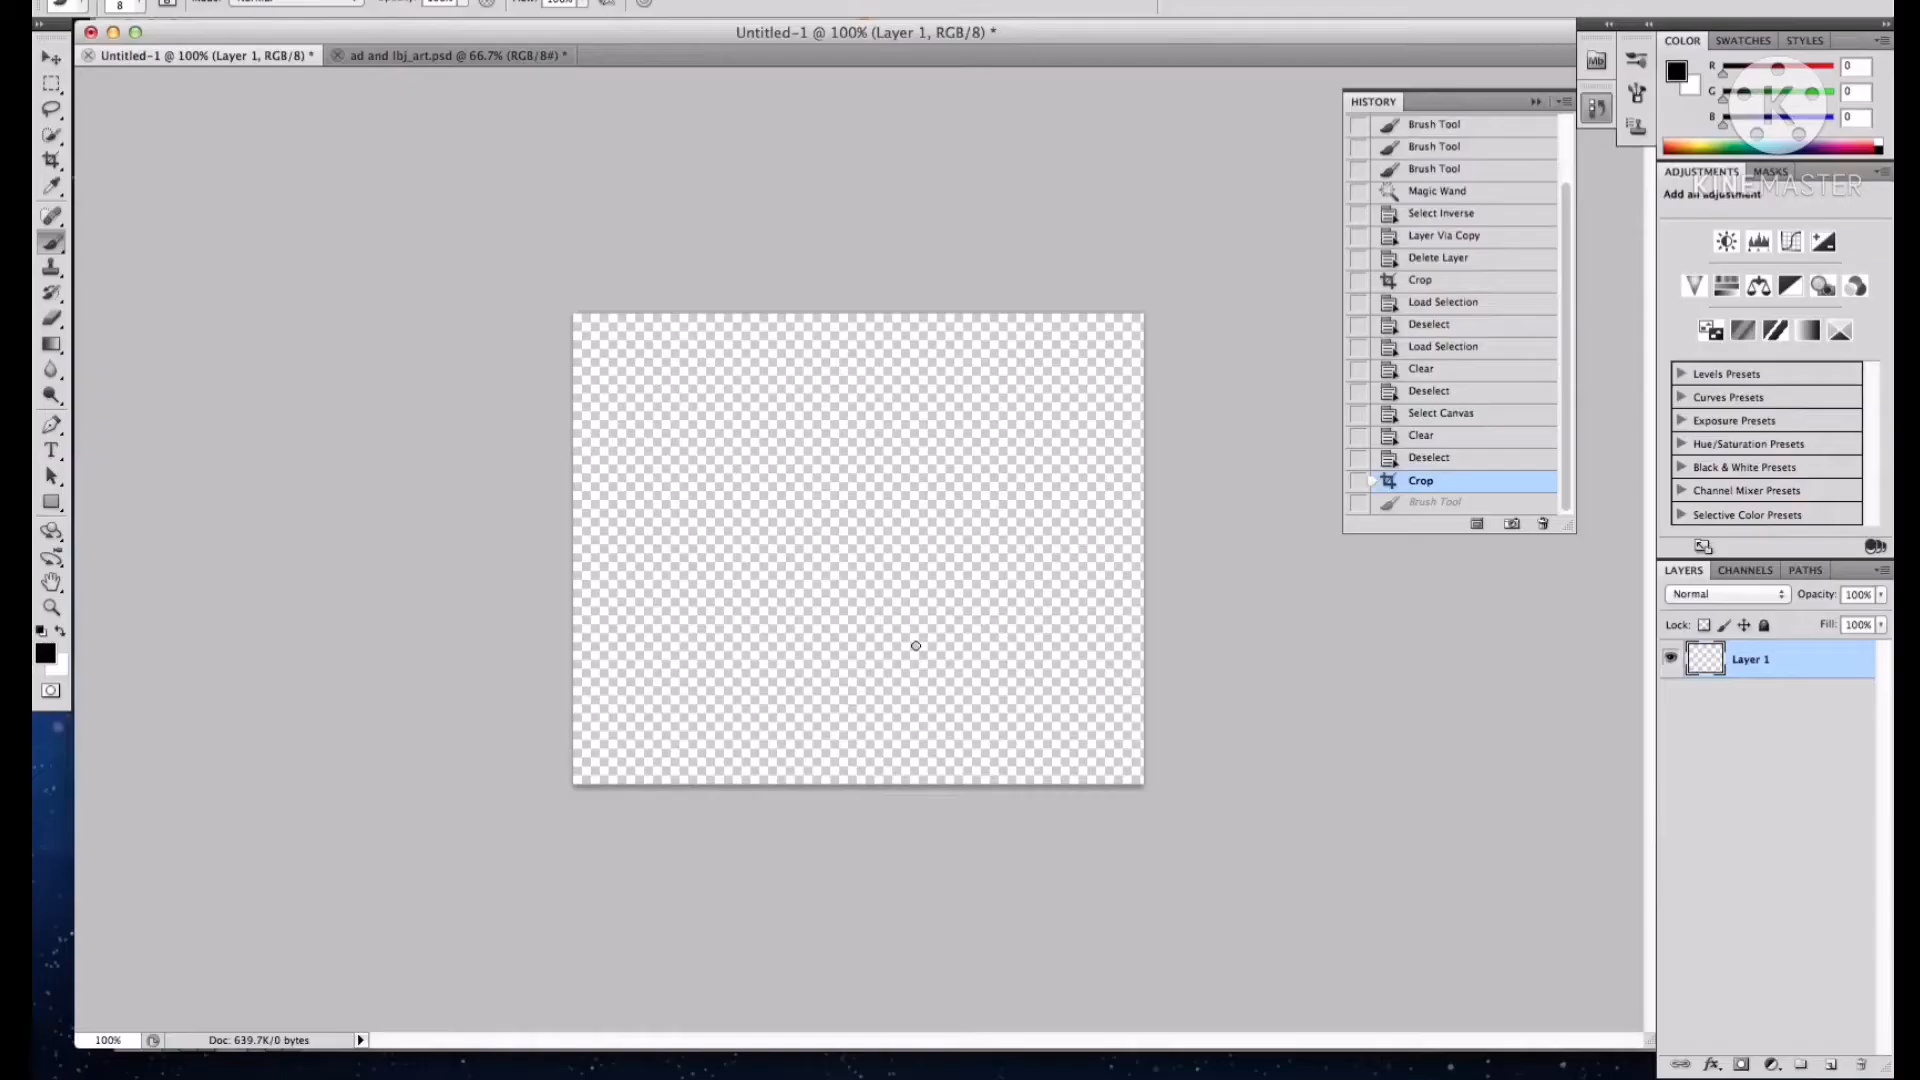 8
100%
Untitled-1 @ 100% (Layer 1, RGB/8) *
Untitled-1 @ 100% (Layer 1, RGB/8) *
ad and lbj_art.psd @ 66.7% (RGB/8#) *
HISTORY
Brush Tool
Brush Tool
Brush Tool
Magic Wand
Select Inverse
Layer Via Copy
Delete Layer
Crop
Load Selection
Deselect
Load Selection
Clear
Deselect
Select Canvas
Clear
Deselect
Crop
Brush Tool
Mb
COLOR SWATCHES STYLES
R 0
G 0
B 0
K
KINEMASTER
ADJUSTMENTS MASKS
Add an adjustment
Levels Presets
Curves Presets
Exposure Presets
Hue/Saturation Presets
Black & White Presets
Channel Mixer Presets
Selective Color Presets
LAYERS CHANNELS PATHS
Normal Opacity: 100%
Lock: Fill: 100%
Layer 1
100% Doc: 639.7K/0 bytes